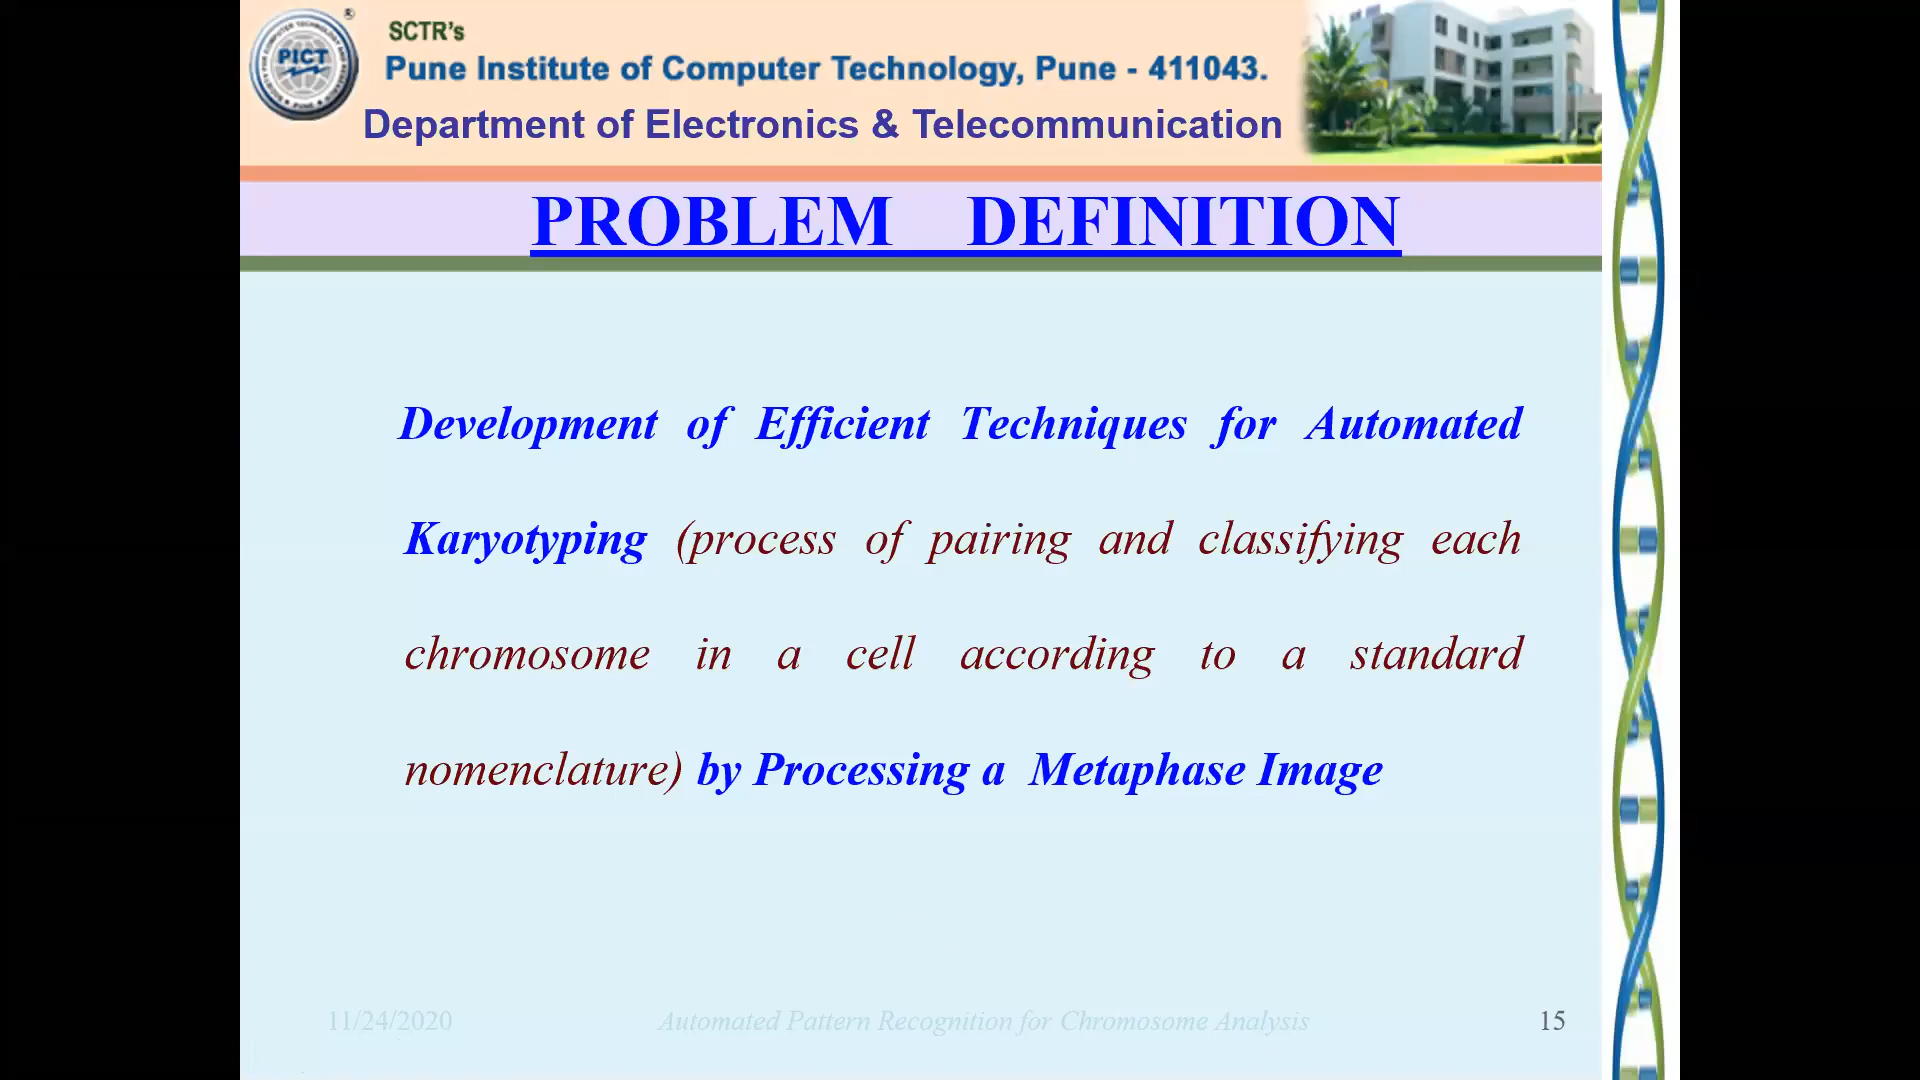 SCTR's
PICT
Pune Institute of Computer Technology, Pune - 411043.
Department of Electronics & Telecommunication
PROBLEM DEFINITION
Development of Efficient Techniques for Automated
Karyotyping (process of pairing and classifying each
chromosome in a cell according to a standard
nomenclature) by Processing a Metaphase Image
11/24/2020 Automated Pattern Recognition for Chromosome Analysis 15